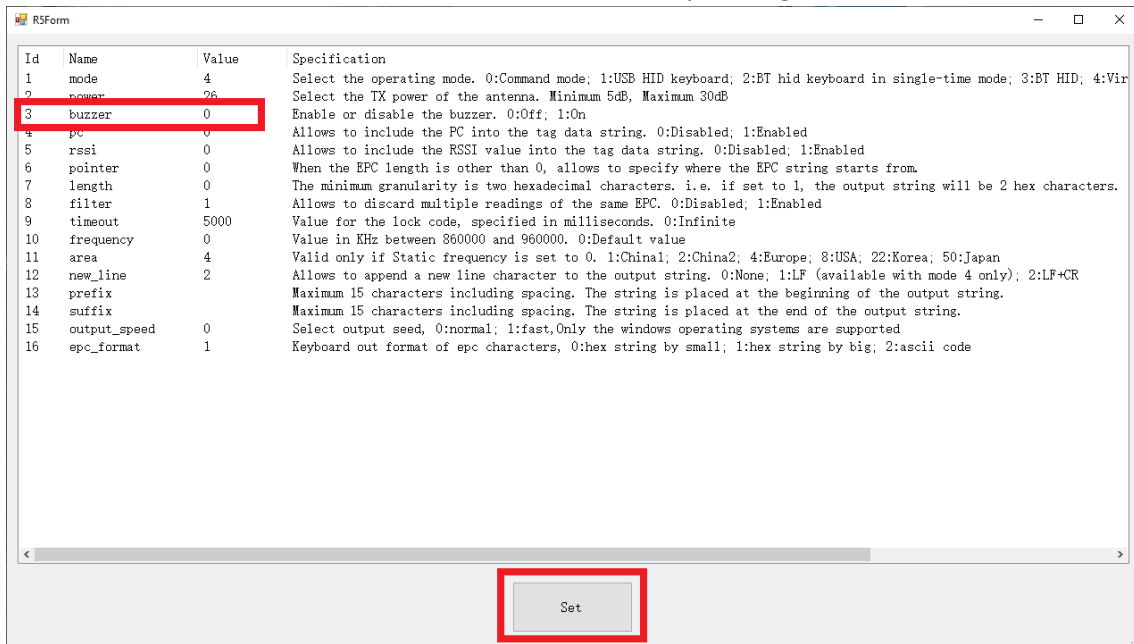 R5Form
Id Name Value Specification
1 mode 4 Select the operating mode. 0:Command mode; 1:USB HID keyboard; 2:BT hid keyboard in single-time mode; 3:BT HID; 4:Vir
2 power 26 Select the TX power of the antenna. Minimum 5dB, Maximum 30dB
3 buzzer 0 Enable or disable the buzzer. 0:Off; 1:On
4 pc 0 Allows to include the PC into the tag data string. 0:Disabled; 1:Enabled
5 rssi 0 Allows to include the RSSI value into the tag data string. 0:Disabled; 1:Enabled
6 pointer 0 When the EPC length is other than 0, allows to specify where the EPC string starts from.
7 length 0 The minimum granularity is two hexadecimal characters. i.e. if set to 1, the output string will be 2 hex characters.
8 filter 1 Allows to discard multiple readings of the same EPC. 0:Disabled; 1:Enabled
9 timeout 5000 Value for the lock code, specified in milliseconds. 0:Infinite
10 frequency 0 Value in KHz between 860000 and 960000. 0:Default value
11 area 4 Valid only if Static frequency is set to 0. 1:China1; 2:China2; 4:Europe; 8:USA; 22:Korea; 50:Japan
12 new_line 2 Allows to append a new line character to the output string. 0:None; 1:LF (available with mode 4 only); 2:LF+CR
13 prefix Maximum 15 characters including spacing. The string is placed at the beginning of the output string.
14 suffix Maximum 15 characters including spacing. The string is placed at the end of the output string.
15 output_speed 0 Select output seed, 0:normal; 1:fast,Only the windows operating systems are supported
16 epc_format 1 Keyboard out format of epc characters, 0:hex string by small; 1:hex string by big; 2:ascii code
Set